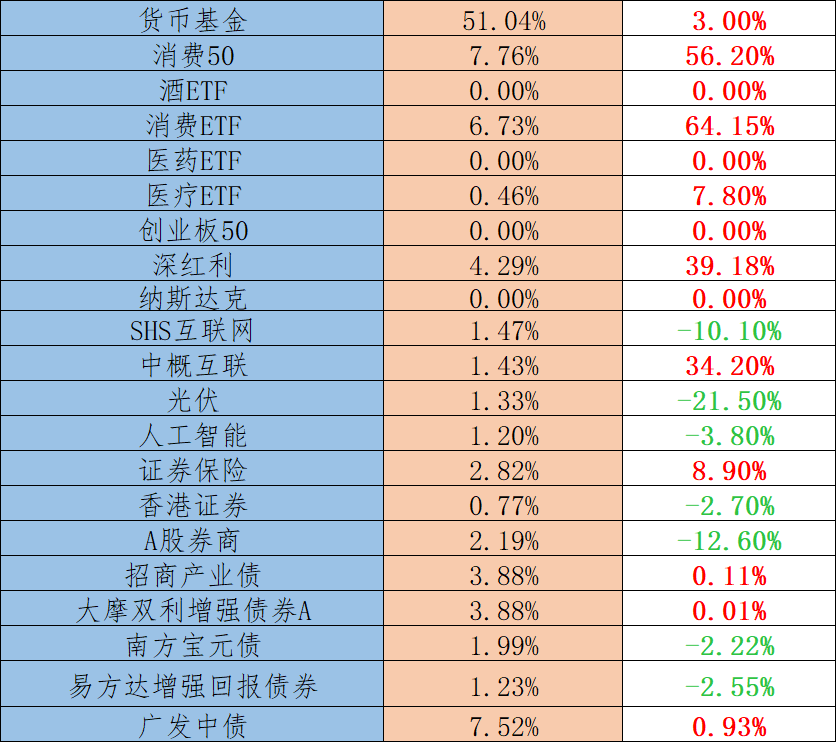 货币基金 51.04% 3.00%
消费50 7.76% 56.20%
酒ETF 0.00% 0.00%
消费ETF 6.73% 64.15%
医药ETF 0.00% 0.00%
医疗ETF 0.46% 7.80%
创业板50 0.00% 0.00%
深红利 4.29% 39.18%
纳斯达克 0.00% 0.00%
SHS互联网 1.47% -10.10%
中概互联 1.43% 34.20%
光伏 1.33% -21.50%
人工智能 1.20% -3.80%
证券保险 2.82% 8.90%
香港证券 0.77% -2.70%
A股券商 2.19% -12.60%
招商产业债 3.88% 0.11%
大摩双利增强债券A 3.88% 0.01%
南方宝元债 1.99% -2.22%
易方达增强回报债券 1.23% -2.55%
广发中债 7.52% 0.93%